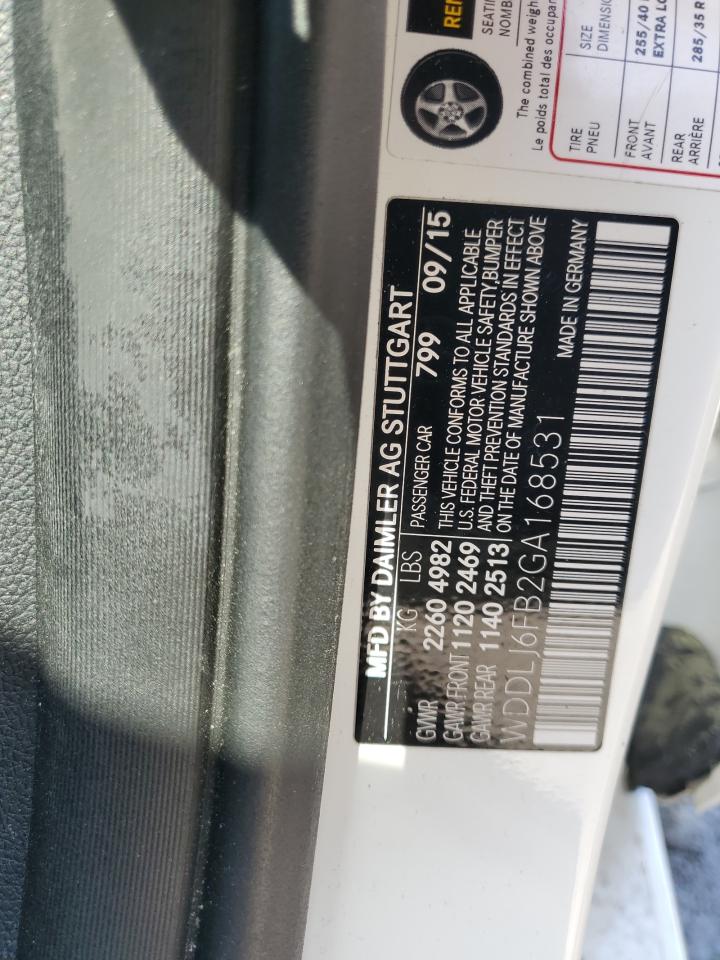 MFD BY DAIMLER AG STUTTGART
KG LBS PASSENGER CAR 799 09/15
GVWR 2260 4982 THIS VEHICLE CONFORMS TO ALL APPLICABLE
GAWR FRONT 1120 2469 U.S. FEDERAL MOTOR VEHICLE SAFETY,BUMPER
GAWR REAR 1140 2513 AND THEFT PREVENTION STANDARDS IN EFFECT
ON THE DATE OF MANUFACTURE SHOWN ABOVE
WDDLJ6FB2GA168531 MADE IN GERMANY
SEATI
NOMB
The combined weigh
Le poids total des occupan
TIRE SIZE
PNEU DIMENSI
FRONT 255/40
AVANT EXTRA LO
REAR 285/35 R
ARRIÈRE